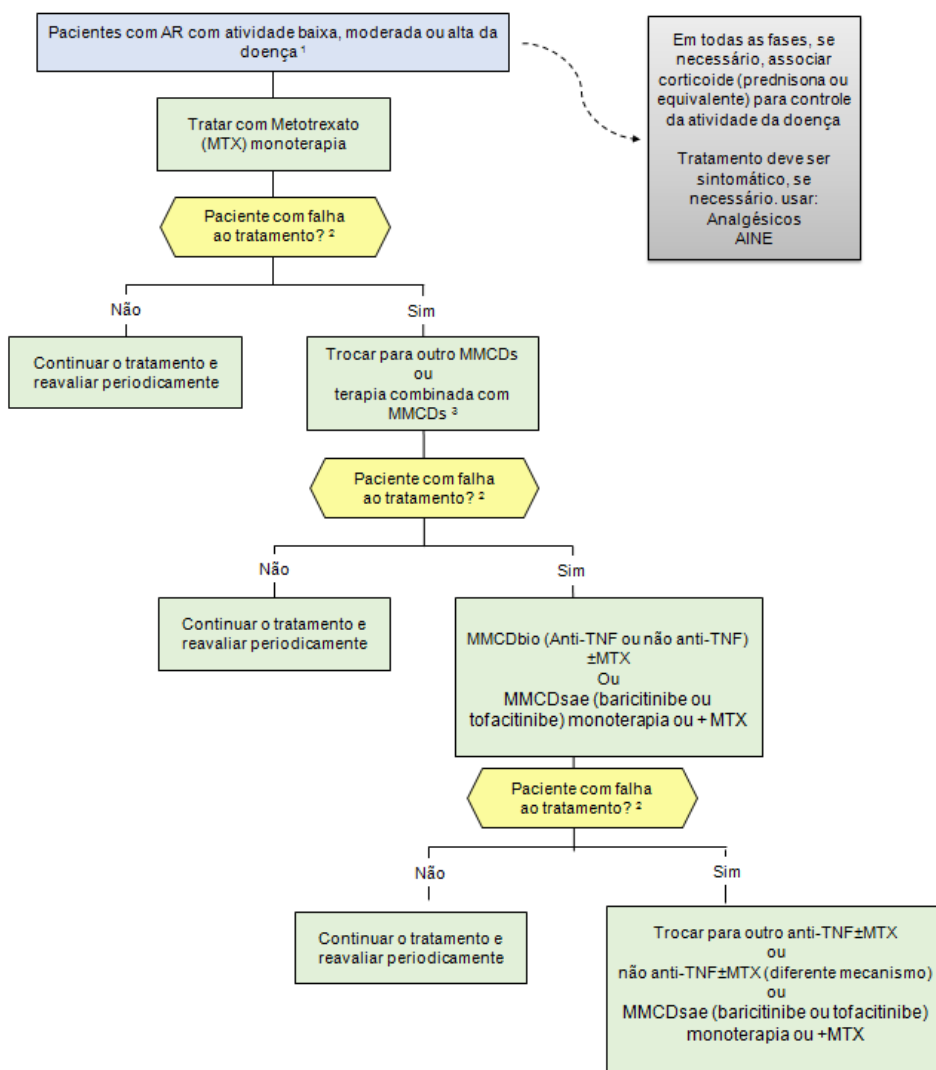 Pacientes com AR com atividade baixa, moderada ou alta da
doença ¹
Em todas as fases, se
necessário, associar
corticoide (prednisona ou
equivalente) para controle
da atividade da doença
Tratamento deve ser
sintomático, se
necessário. usar:
Analgésicos
AINE
Tratar com Metotrexato
(MTX) monoterapia
Paciente com falha
ao tratamento? ²
Não
Sim
Continuar o tratamento e
reavaliar periodicamente
Trocar para outro MMCDs
ou
terapia combinada com
MMCDs ³
Paciente com falha
ao tratamento? ²
Não
Sim
Continuar o tratamento e
reavaliar periodicamente
MMCDbio (Anti-TNF ou não anti-TNF)
±MTX
Ou
MMCDsae (baricitinibe ou
tofacitinibe) monoterapia ou + MTX
Paciente com falha
ao tratamento? ²
Não
Sim
Continuar o tratamento e
reavaliar periodicamente
Trocar para outro anti-TNF±MTX
ou
não anti-TNF±MTX (diferente mecanismo)
ou
MMCDsae (baricitinibe ou tofacitinibe)
monoterapia ou +MTX